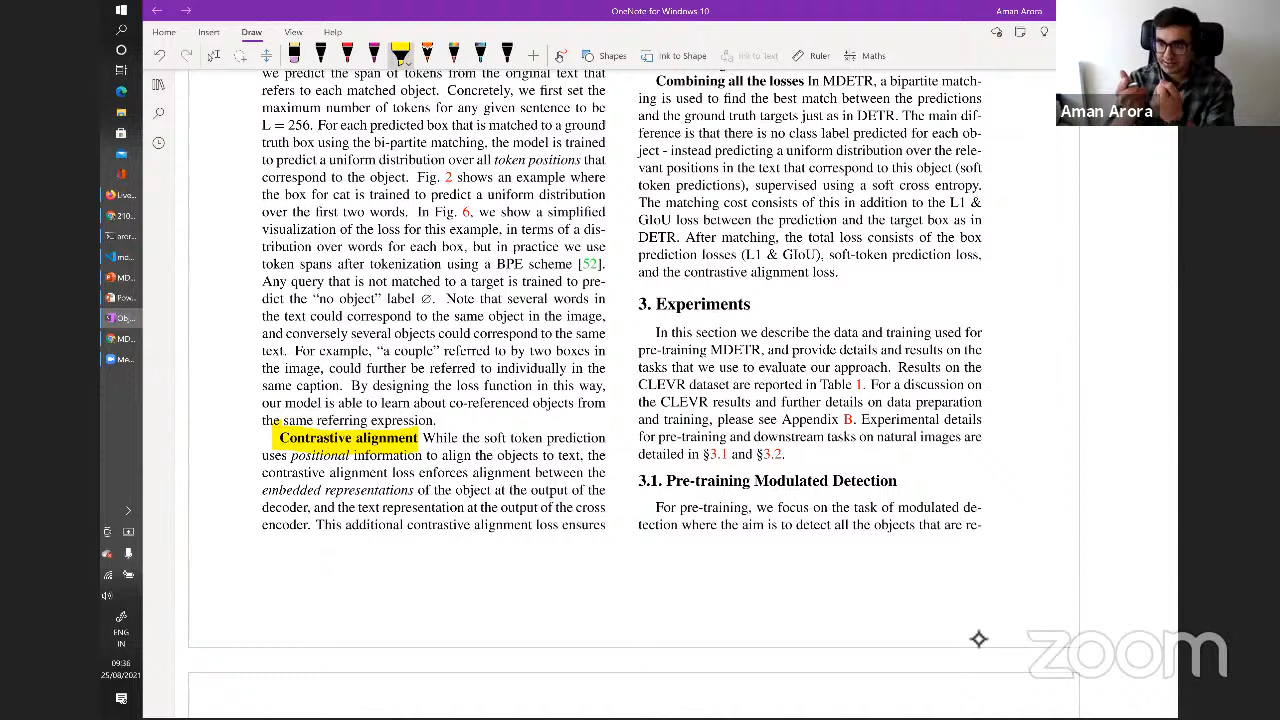 OneNote for Windows 10
Aman Arora
Home
Insert
Draw
View
Help
Shapes
Ink to Shape
Ink to Text
Ruler
Maths
Aman Arora
we predict the span of tokens from the original text that
refers to each matched object. Concretely, we first set the
maximum number of tokens for any given sentence to be
L = 256. For each predicted box that is matched to a ground
truth box using the bi-partite matching, the model is trained
to predict a uniform distribution over all token positions that
correspond to the object. Fig. 2 shows an example where
the box for cat is trained to predict a uniform distribution
over the first two words. In Fig. 6, we show a simplified
visualization of the loss for this example, in terms of a dis-
tribution over words for each box, but in practice we use
token spans after tokenization using a BPE scheme [52].
Any query that is not matched to a target is trained to pre-
dict the “no object” label ∅. Note that several words in
the text could correspond to the same object in the image,
and conversely several objects could correspond to the same
text. For example, “a couple” referred to by two boxes in
the image, could further be referred to individually in the
same caption. By designing the loss function in this way,
our model is able to learn about co-referenced objects from
the same referring expression.
Contrastive alignment While the soft token prediction
uses positional information to align the objects to text, the
contrastive alignment loss enforces alignment between the
embedded representations of the object at the output of the
decoder, and the text representation at the output of the cross
encoder. This additional contrastive alignment loss ensures
Combining all the losses In MDETR, a bipartite match-
ing is used to find the best match between the predictions
and the ground truth targets just as in DETR. The main dif-
ference is that there is no class label predicted for each ob-
ject - instead predicting a uniform distribution over the rele-
vant positions in the text that correspond to this object (soft
token predictions), supervised using a soft cross entropy.
The matching cost consists of this in addition to the L1 &
GIoU loss between the prediction and the target box as in
DETR. After matching, the total loss consists of the box
prediction losses (L1 & GIoU), soft-token prediction loss,
and the contrastive alignment loss.
3. Experiments
In this section we describe the data and training used for
pre-training MDETR, and provide details and results on the
tasks that we use to evaluate our approach. Results on the
CLEVR dataset are reported in Table 1. For a discussion on
the CLEVR results and further details on data preparation
and training, please see Appendix B. Experimental details
for pre-training and downstream tasks on natural images are
detailed in §3.1 and §3.2.
3.1. Pre-training Modulated Detection
For pre-training, we focus on the task of modulated de-
tection where the aim is to detect all the objects that are re-
Live...
210...
aror...
md...
MD...
Pow...
Obj...
MD...
Me...
ENG
IN
09:36
25/08/2021
zoom